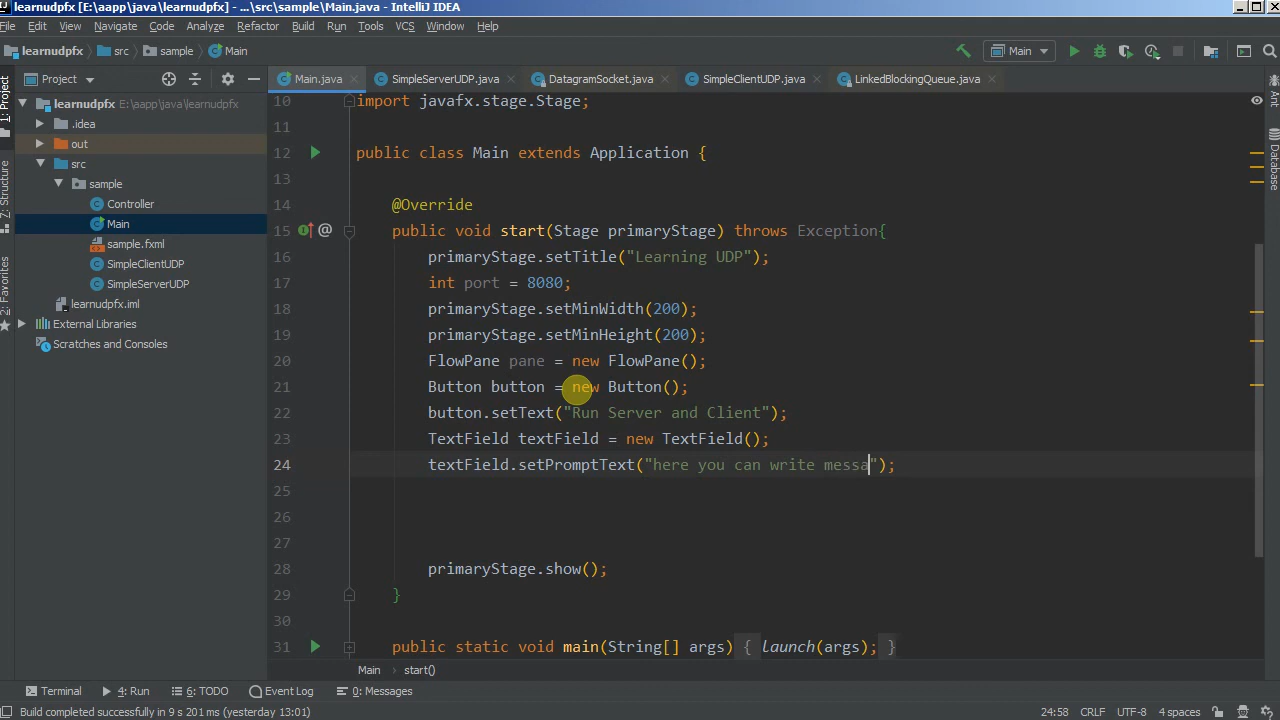 learnudpfx [E:\aapp\java\learnudpfx] - ...\src\sample\Main.java - IntelliJ IDEA
File Edit View Navigate Code Analyze Refactor Build Run Tools VCS Window Help
learnudpfx src sample Main
Main
Project
Main.java SimpleServerUDP.java DatagramSocket.java SimpleClientUDP.java LinkedBlockingQueue.java
1: Project
7: Structure
2: Favorites
learnudpfx E:\aapp\java\learnudpfx
.idea
out
src
sample
Controller
Main
sample.fxml
SimpleClientUDP
SimpleServerUDP
learnudpfx.iml
External Libraries
Scratches and Consoles
10 import javafx.stage.Stage;
11
12 public class Main extends Application {
13
14 @Override
15 @ public void start(Stage primaryStage) throws Exception{
16 primaryStage.setTitle("Learning UDP");
17 int port = 8080;
18 primaryStage.setMinWidth(200);
19 primaryStage.setMinHeight(200);
20 FlowPane pane = new FlowPane();
21 Button button = new Button();
22 button.setText("Run Server and Client");
23 TextField textField = new TextField();
24 textField.setPromptText("here you can write messa");
25
26
27
28 primaryStage.show();
29 }
30
31 public static void main(String[] args) { launch(args); }
Ant
Database
Main start()
Terminal 4: Run 6: TODO Event Log 0: Messages
Build completed successfully in 9 s 201 ms (yesterday 13:01) 24:58 CRLF UTF-8 4 spaces